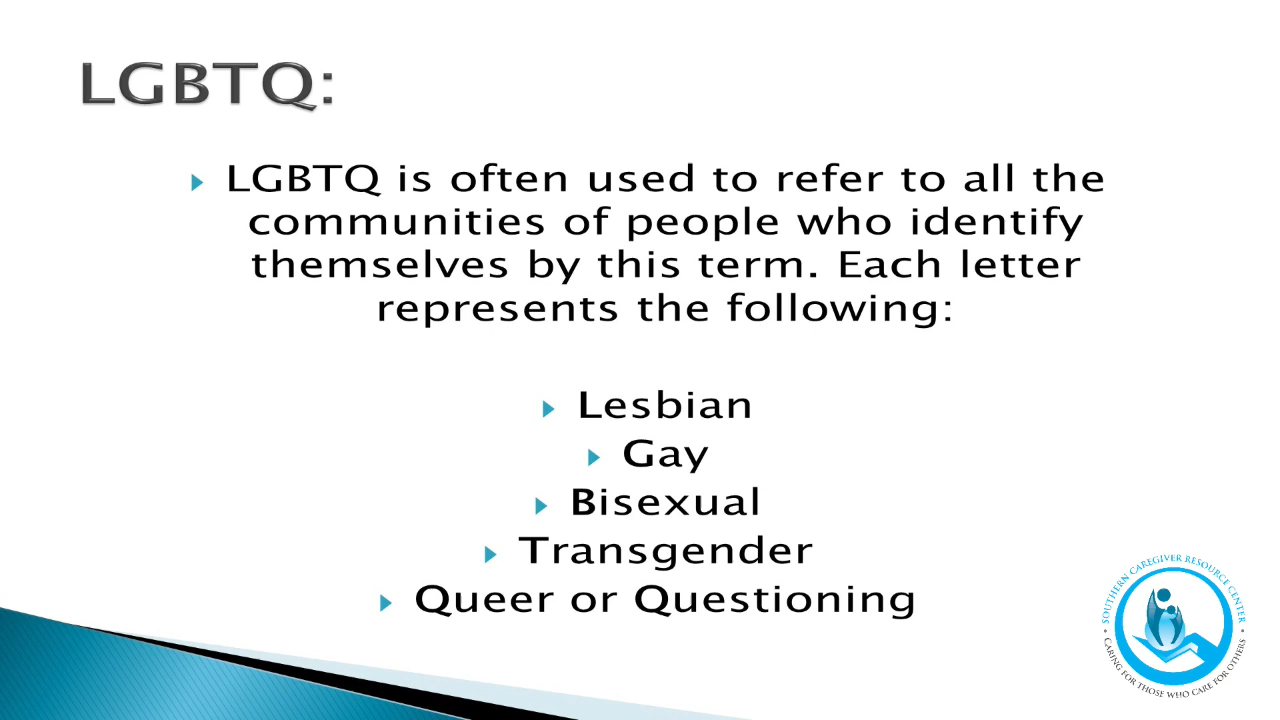 LGBTQ:
LGBTQ is often used to refer to all the
communities of people who identify
themselves by this term. Each letter
represents the following:
Lesbian
Gay
Bisexual
Transgender
Queer or Questioning
SOUTHERN CAREGIVER RESOURCE CENTER
• CARING FOR THOSE WHO CARE FOR OTHERS •